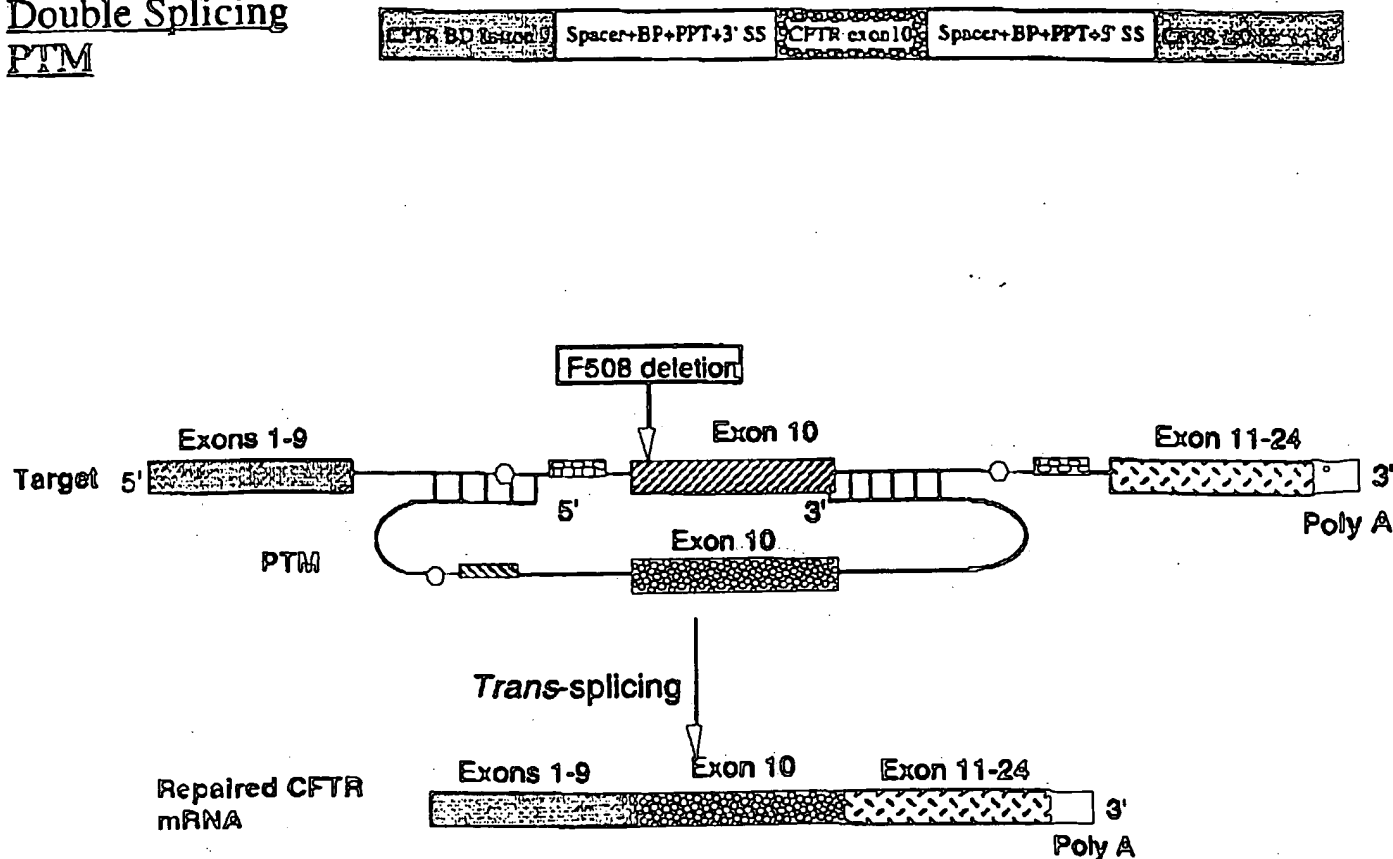 Double Splicing
PTM
CFTR BD Intron 9 Spacer+BP+PPT+3' SS CFTR exon10 Spacer+BP+PPT+5' SS
F508 deletion
Exons 1-9 Exon 10 Exon 11-24
Target 5' 3'
5' 3'
Poly A
PTM Exon 10
Trans-splicing
Exons 1-9 Exon 10 Exon 11-24
Repaired CFTR
mRNA
3'
Poly A